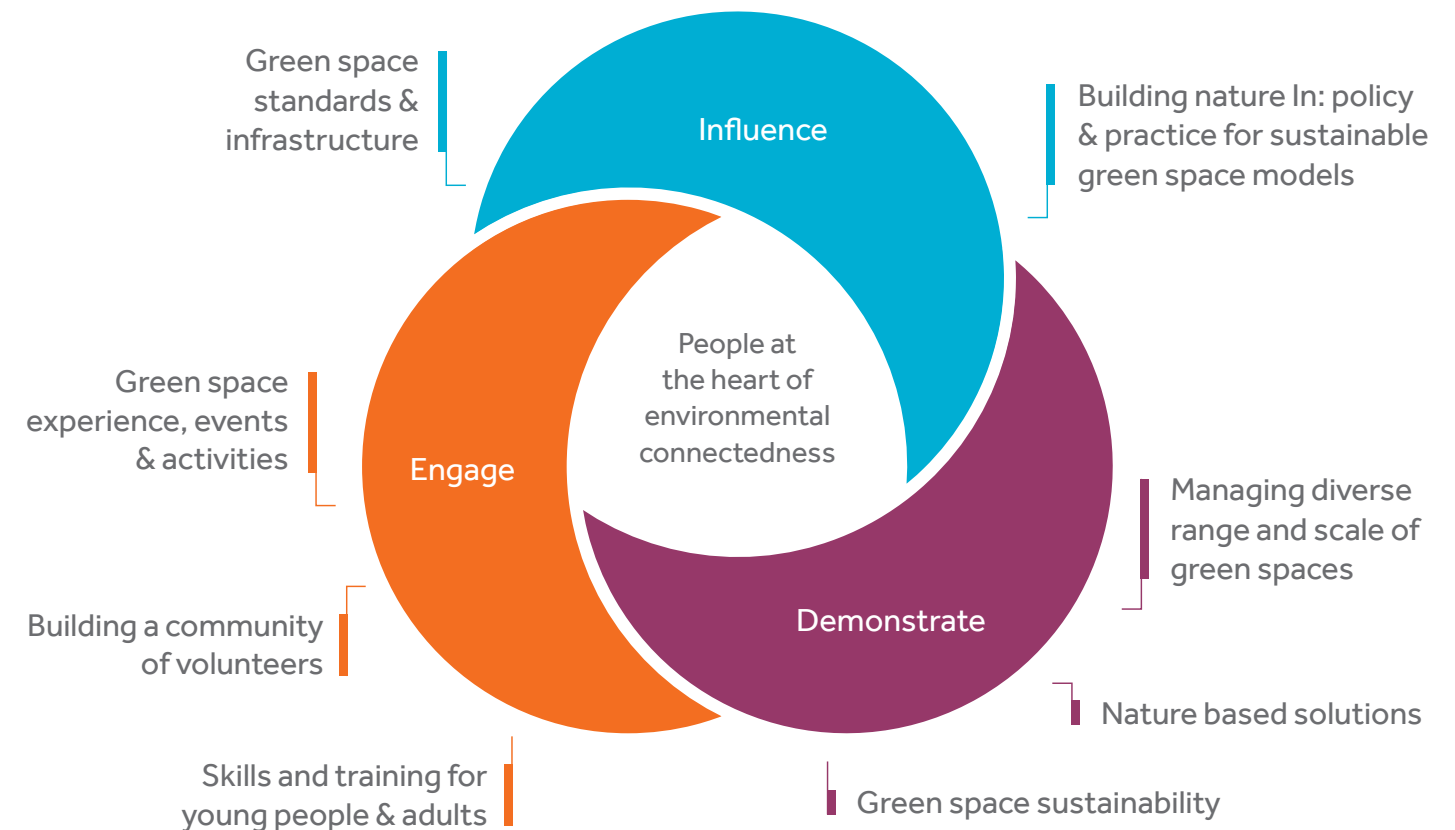 Green space
standards &
infrastructure
Influence
Building nature In: policy
& practice for sustainable
green space models
People at
the heart of
environmental
connectedness
Green space
experience, events
& activities
Engage
Managing diverse
range and scale of
green spaces
Demonstrate
Building a community
of volunteers
Nature based solutions
Skills and training for
young people & adults
Green space sustainability